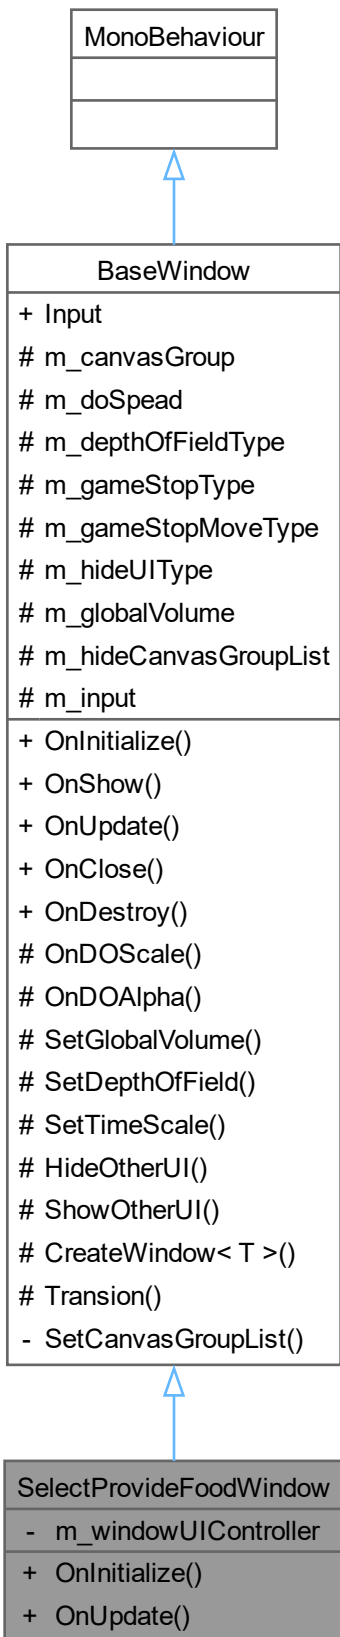 MonoBehaviour
BaseWindow
+ Input
# m_canvasGroup
# m_doSpead
# m_depthOfFieldType
# m_gameStopType
# m_gameStopMoveType
# m_hideUIType
# m_globalVolume
# m_hideCanvasGroupList
# m_input
+ OnInitialize()
+ OnShow()
+ OnUpdate()
+ OnClose()
+ OnDestroy()
# OnDOScale()
# OnDOAlpha()
# SetGlobalVolume()
# SetDepthOfField()
# SetTimeScale()
# HideOtherUI()
# ShowOtherUI()
# CreateWindow< T >()
# Transion()
- SetCanvasGroupList()
SelectProvideFoodWindow
- m_windowUIController
+ OnInitialize()
+ OnUpdate()